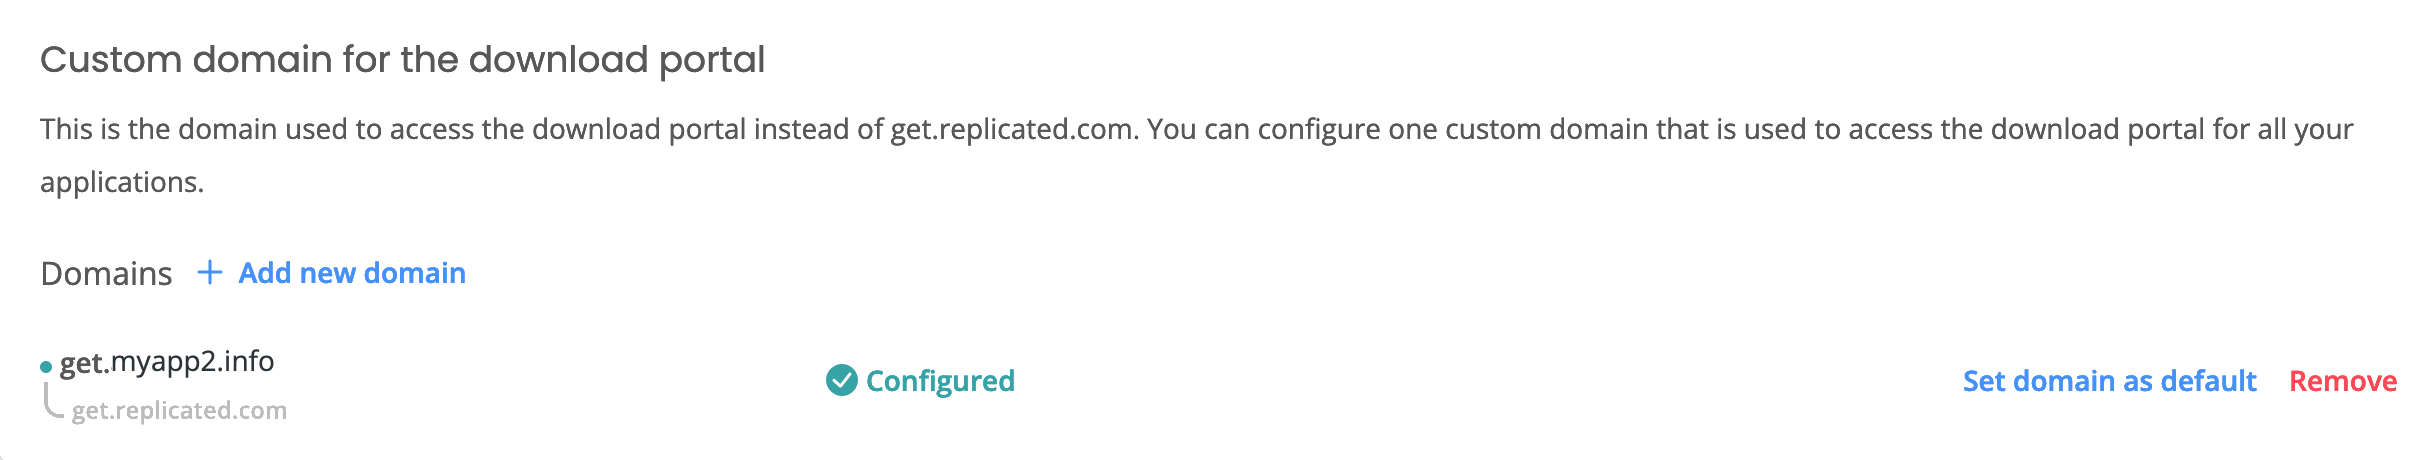 Custom domain for the download portal
This is the domain used to access the download portal instead of get.replicated.com. You can configure one custom domain that is used to access the download portal for all your
applications.
Domains + Add new domain
get.myapp2.info
Configured Set domain as default Remove
get.replicated.com